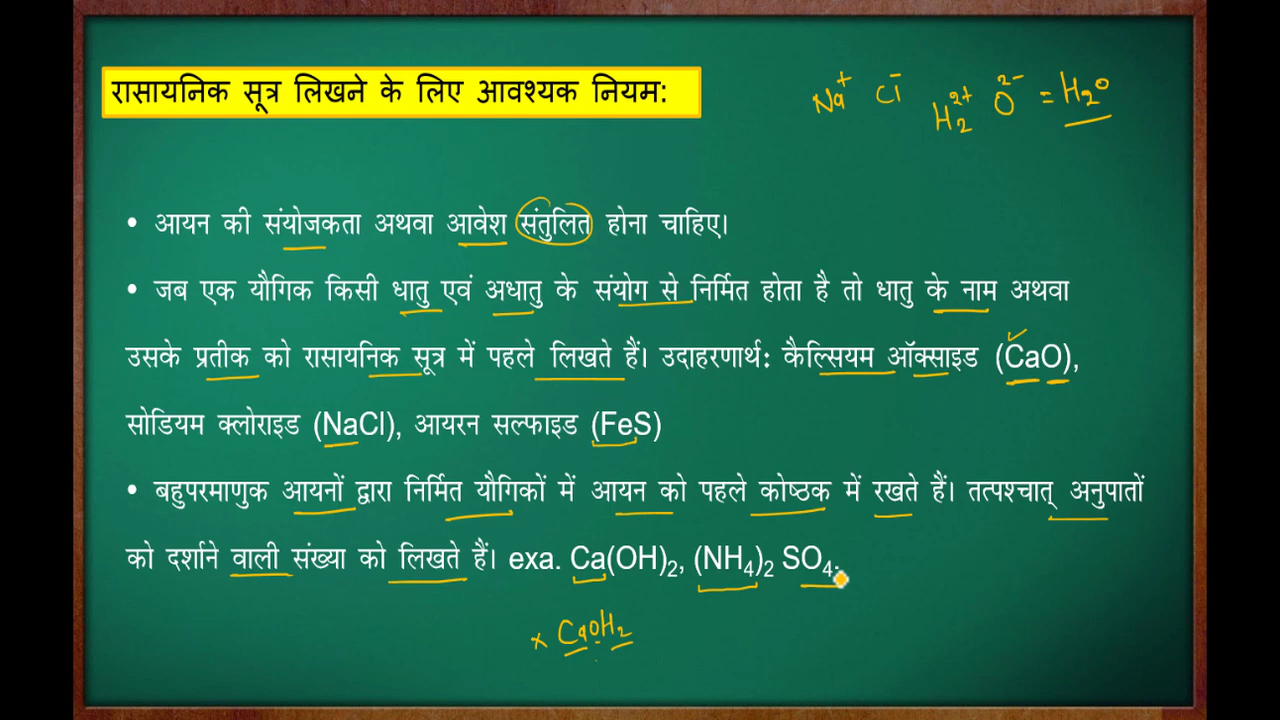 रासायनिक सूत्र लिखने के लिए आवश्यक नियम:
Na⁺ Cl⁻ H₂²⁺ O²⁻ = H₂O
• आयन की संयोजकता अथवा आवेश संतुलित होना चाहिए।
• जब एक यौगिक किसी धातु एवं अधातु के संयोग से निर्मित होता है तो धातु के नाम अथवा
उसके प्रतीक को रासायनिक सूत्र में पहले लिखते हैं। उदाहरणार्थ: कैल्सियम ऑक्साइड (CaO),
सोडियम क्लोराइड (NaCl), आयरन सल्फाइड (FeS)
• बहुपरमाणुक आयनों द्वारा निर्मित यौगिकों में आयन को पहले कोष्ठक में रखते हैं। तत्पश्चात् अनुपातों
को दर्शाने वाली संख्या को लिखते हैं। exa. Ca(OH)₂, (NH₄)₂ SO₄.
× CaOH₂